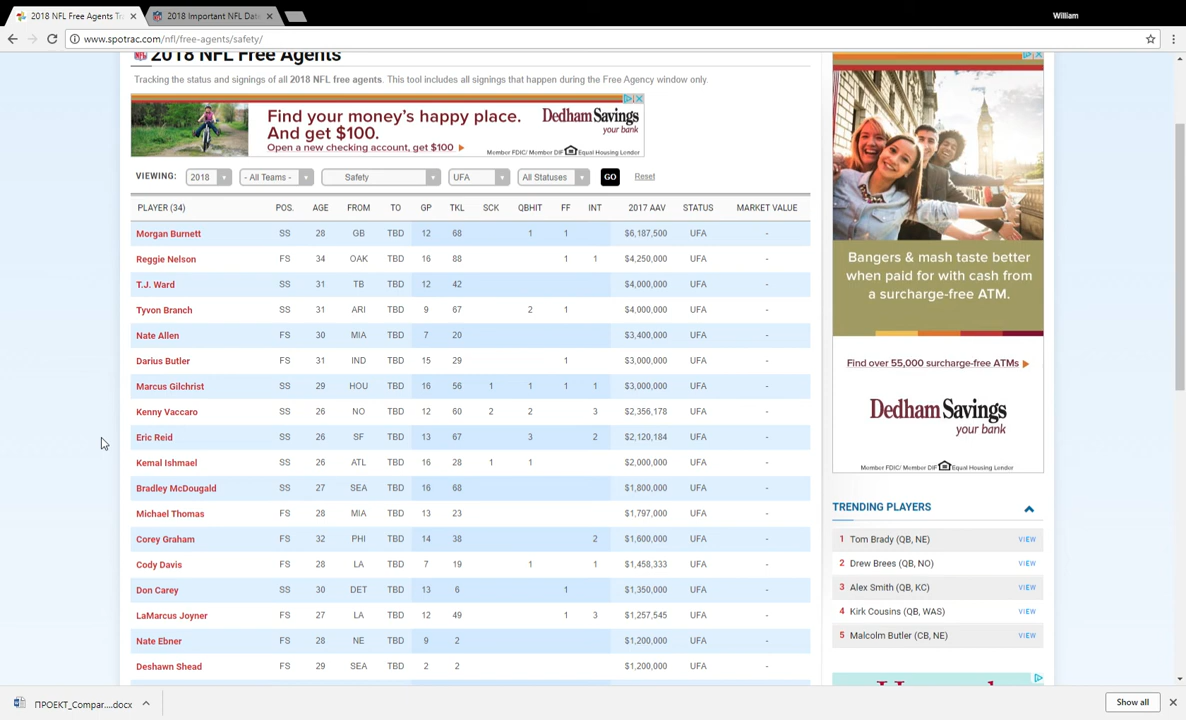 2018 NFL Free Agents Tr
2018 Important NFL Date
William
www.spotrac.com/nfl/free-agents/safety/
2018 NFL Free Agents
Tracking the status and signings of all 2018 NFL free agents. This tool includes all signings that happen during the Free Agency window only.
Find your money's happy place.
And get $100.
Open a new checking account, get $100
Dedham Savings
your bank
Member FDIC/ Member DIF Equal Housing Lender
VIEWING: 2018 - All Teams - Safety UFA All Statuses GO Reset
PLAYER (34) POS. AGE FROM TO GP TKL SCK QBHIT FF INT 2017 AAV STATUS MARKET VALUE
Morgan Burnett SS 28 GB TBD 12 68 1 1 $6,187,500 UFA -
Reggie Nelson FS 34 OAK TBD 16 88 1 1 $4,250,000 UFA -
T.J. Ward SS 31 TB TBD 12 42 $4,000,000 UFA -
Tyvon Branch SS 31 ARI TBD 9 67 2 1 $4,000,000 UFA -
Nate Allen FS 30 MIA TBD 7 20 $3,400,000 UFA -
Darius Butler FS 31 IND TBD 15 29 1 $3,000,000 UFA -
Marcus Gilchrist SS 29 HOU TBD 16 56 1 1 1 1 $3,000,000 UFA -
Kenny Vaccaro SS 26 NO TBD 12 60 2 2 3 $2,356,178 UFA -
Eric Reid SS 26 SF TBD 13 67 3 2 $2,120,184 UFA -
Kemal Ishmael SS 26 ATL TBD 16 28 1 1 $2,000,000 UFA -
Bradley McDougald SS 27 SEA TBD 16 68 $1,800,000 UFA -
Michael Thomas FS 28 MIA TBD 13 23 $1,797,000 UFA -
Corey Graham FS 32 PHI TBD 14 38 2 $1,600,000 UFA -
Cody Davis FS 28 LA TBD 7 19 1 1 $1,458,333 UFA -
Don Carey SS 30 DET TBD 13 6 1 $1,350,000 UFA -
LaMarcus Joyner FS 27 LA TBD 12 49 1 3 $1,257,545 UFA -
Nate Ebner FS 28 NE TBD 9 2 $1,200,000 UFA -
Deshawn Shead FS 29 SEA TBD 2 2 $1,200,000 UFA -
Bangers & mash taste better
when paid for with cash from
a surcharge-free ATM.
Find over 55,000 surcharge-free ATMs
Dedham Savings
your bank
Member FDIC/ Member DIF Equal Housing Lender
TRENDING PLAYERS
1 Tom Brady (QB, NE) VIEW
2 Drew Brees (QB, NO) VIEW
3 Alex Smith (QB, KC) VIEW
4 Kirk Cousins (QB, WAS) VIEW
5 Malcolm Butler (CB, NE) VIEW
ПРОЕКТ_Compar....docx
Show all